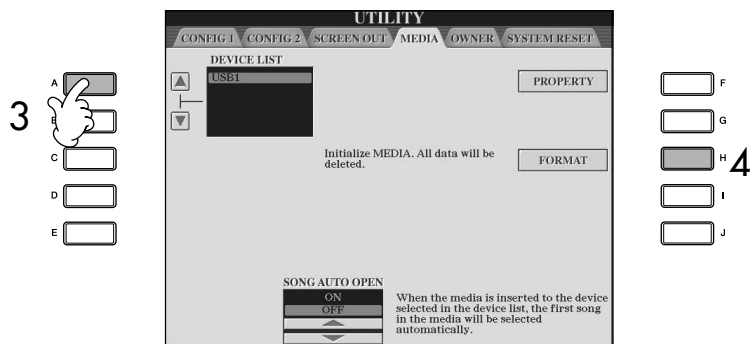 UTILITY
CONFIG 1 CONFIG 2 SCREEN OUT MEDIA OWNER SYSTEM RESET
DEVICE LIST
USB1
PROPERTY
Initialize MEDIA. All data will be
deleted.
FORMAT
SONG AUTO OPEN
ON
OFF
When the media is inserted to the device
selected in the device list, the first song
in the media will be selected
automatically.
3
A
B
C
D
E
F
G
H 4
I
J